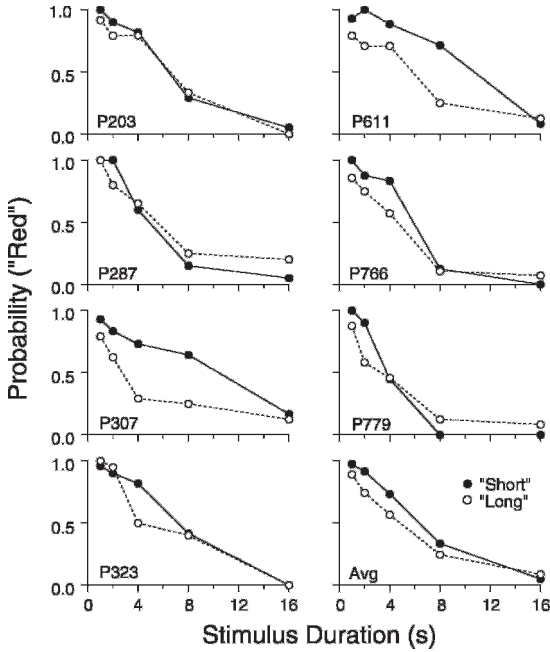 1.0
0.5
0.0
P203
P611
1.0
0.5
0.0
P287
P766
1.0
0.5
0.0
P307
P779
1.0
0.5
0.0
P323
Avg
"Short"
"Long"
0 4 8 12 16
0 4 8 12 16
Probability ("Red")
Stimulus Duration (s)